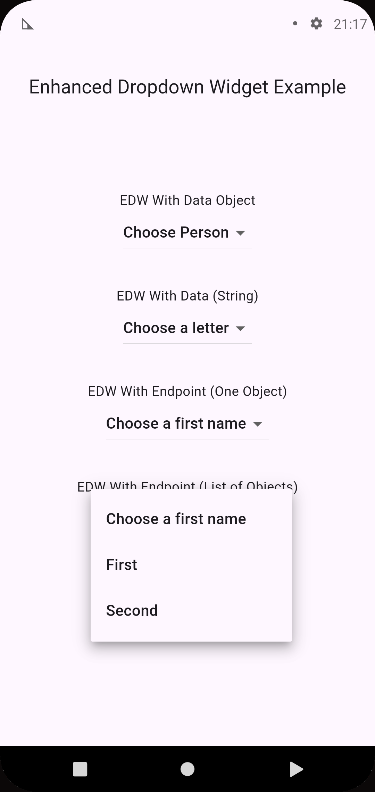 21:17
Enhanced Dropdown Widget Example
EDW With Data Object
Choose Person
EDW With Data (String)
Choose a letter
EDW With Endpoint (One Object)
Choose a first name
EDW With Endpoint (List of Objects)
Choose a first name
First
Second